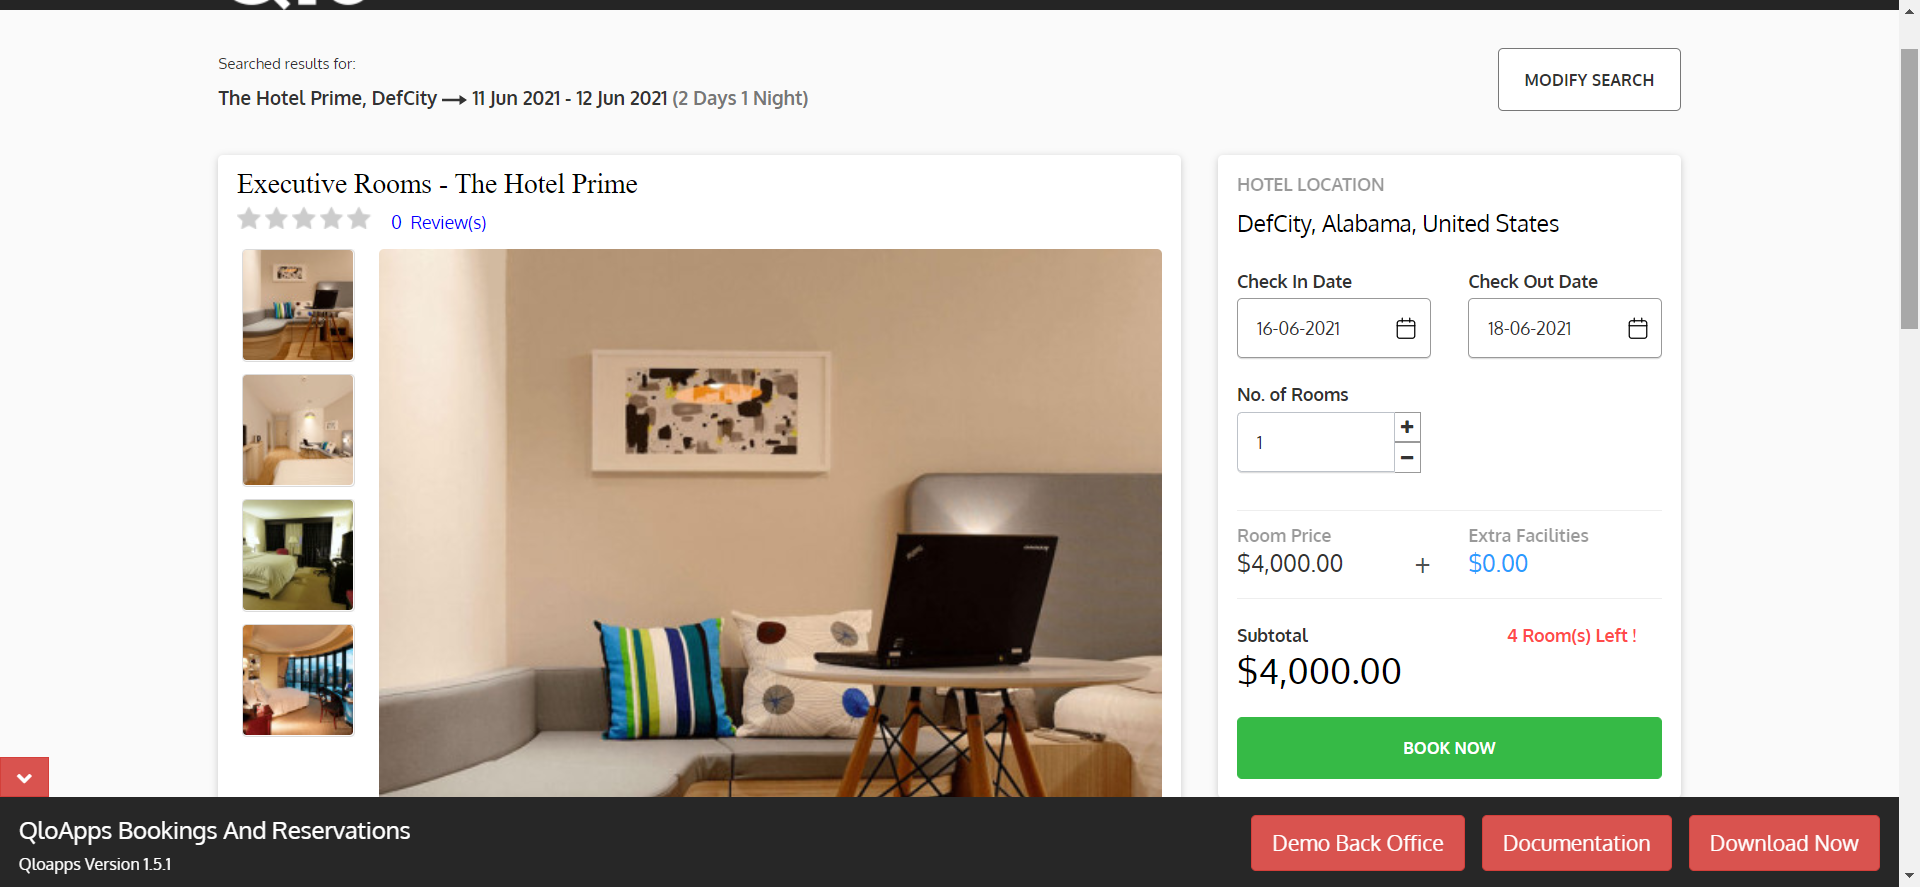 Searched results for:
The Hotel Prime, DefCity → 11 Jun 2021 - 12 Jun 2021 (2 Days 1 Night)
MODIFY SEARCH
Executive Rooms - The Hotel Prime
0 Review(s)
HOTEL LOCATION
DefCity, Alabama, United States
Check In Date
Check Out Date
16-06-2021
18-06-2021
No. of Rooms
1
Room Price
Extra Facilities
$4,000.00
+
$0.00
Subtotal
4 Room(s) Left !
$4,000.00
BOOK NOW
QloApps Bookings And Reservations
Qloapps Version 1.5.1
Demo Back Office
Documentation
Download Now